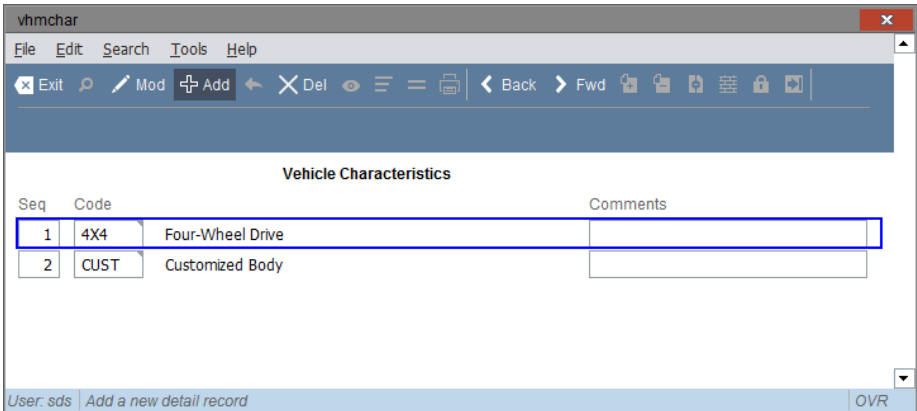 vhmchar
File Edit Search Tools Help
Exit Mod Add Del Back Fwd
Vehicle Characteristics
Seq Code Comments
1 4X4 Four-Wheel Drive
2 CUST Customized Body
User: sds Add a new detail record OVR